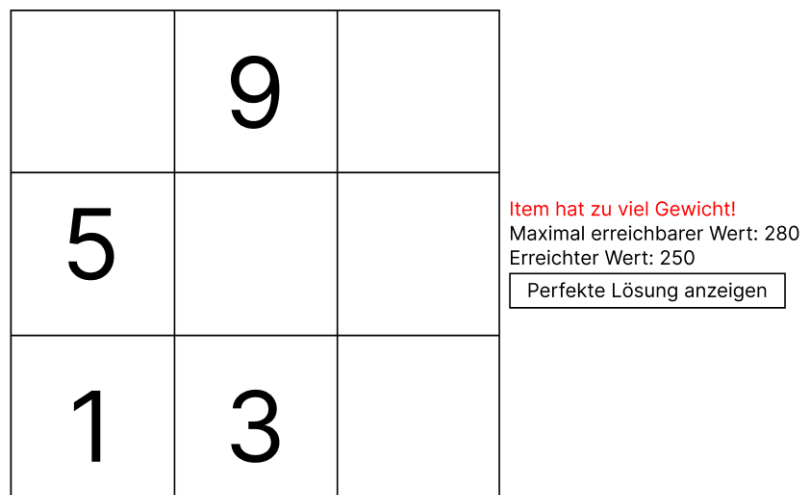 9
5
1 3
Item hat zu viel Gewicht!
Maximal erreichbarer Wert: 280
Erreichter Wert: 250
Perfekte Lösung anzeigen